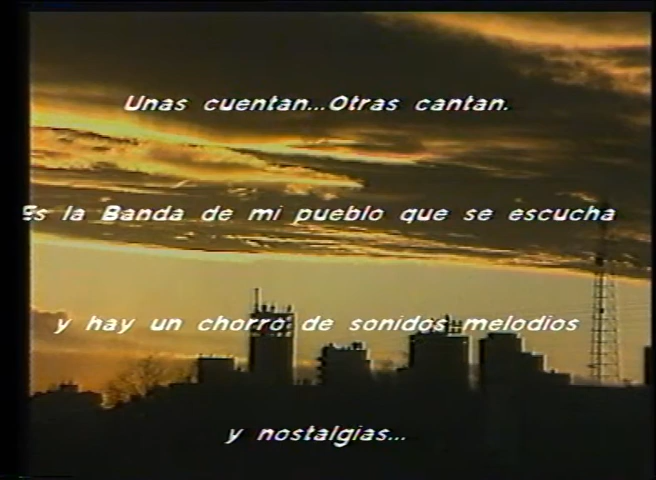 Unas cuentan...Otras cantan.
Es la Banda de mi pueblo que se escucha
y hay un chorro de sonidos melodios
y nostalgias...